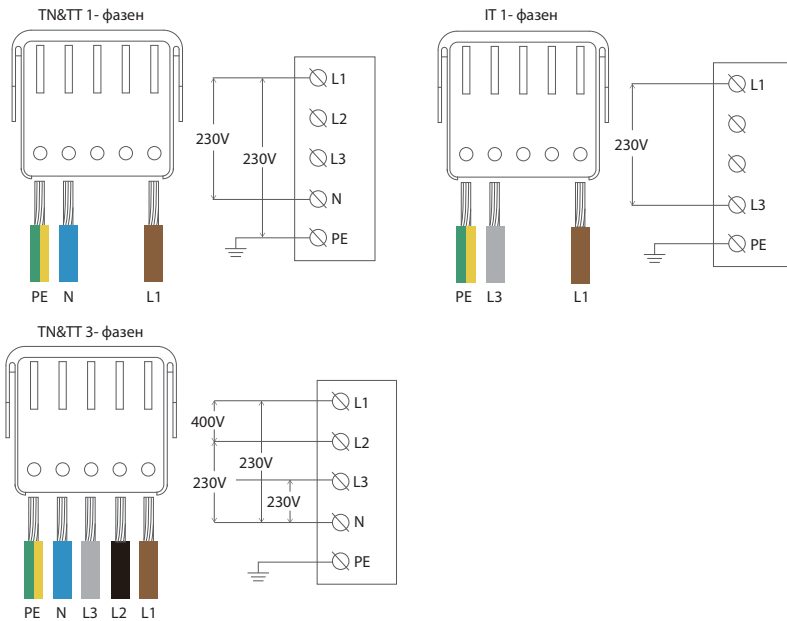 TN&TT 1- фазен
L1
L2
230V
230V
L3
N
PE
PE N L1
IT 1- фазен
L1
230V
L3
PE
PE L3 L1
TN&TT 3- фазен
L1
400V
L2
230V
230V
L3
230V
N
PE
PE N L3 L2 L1